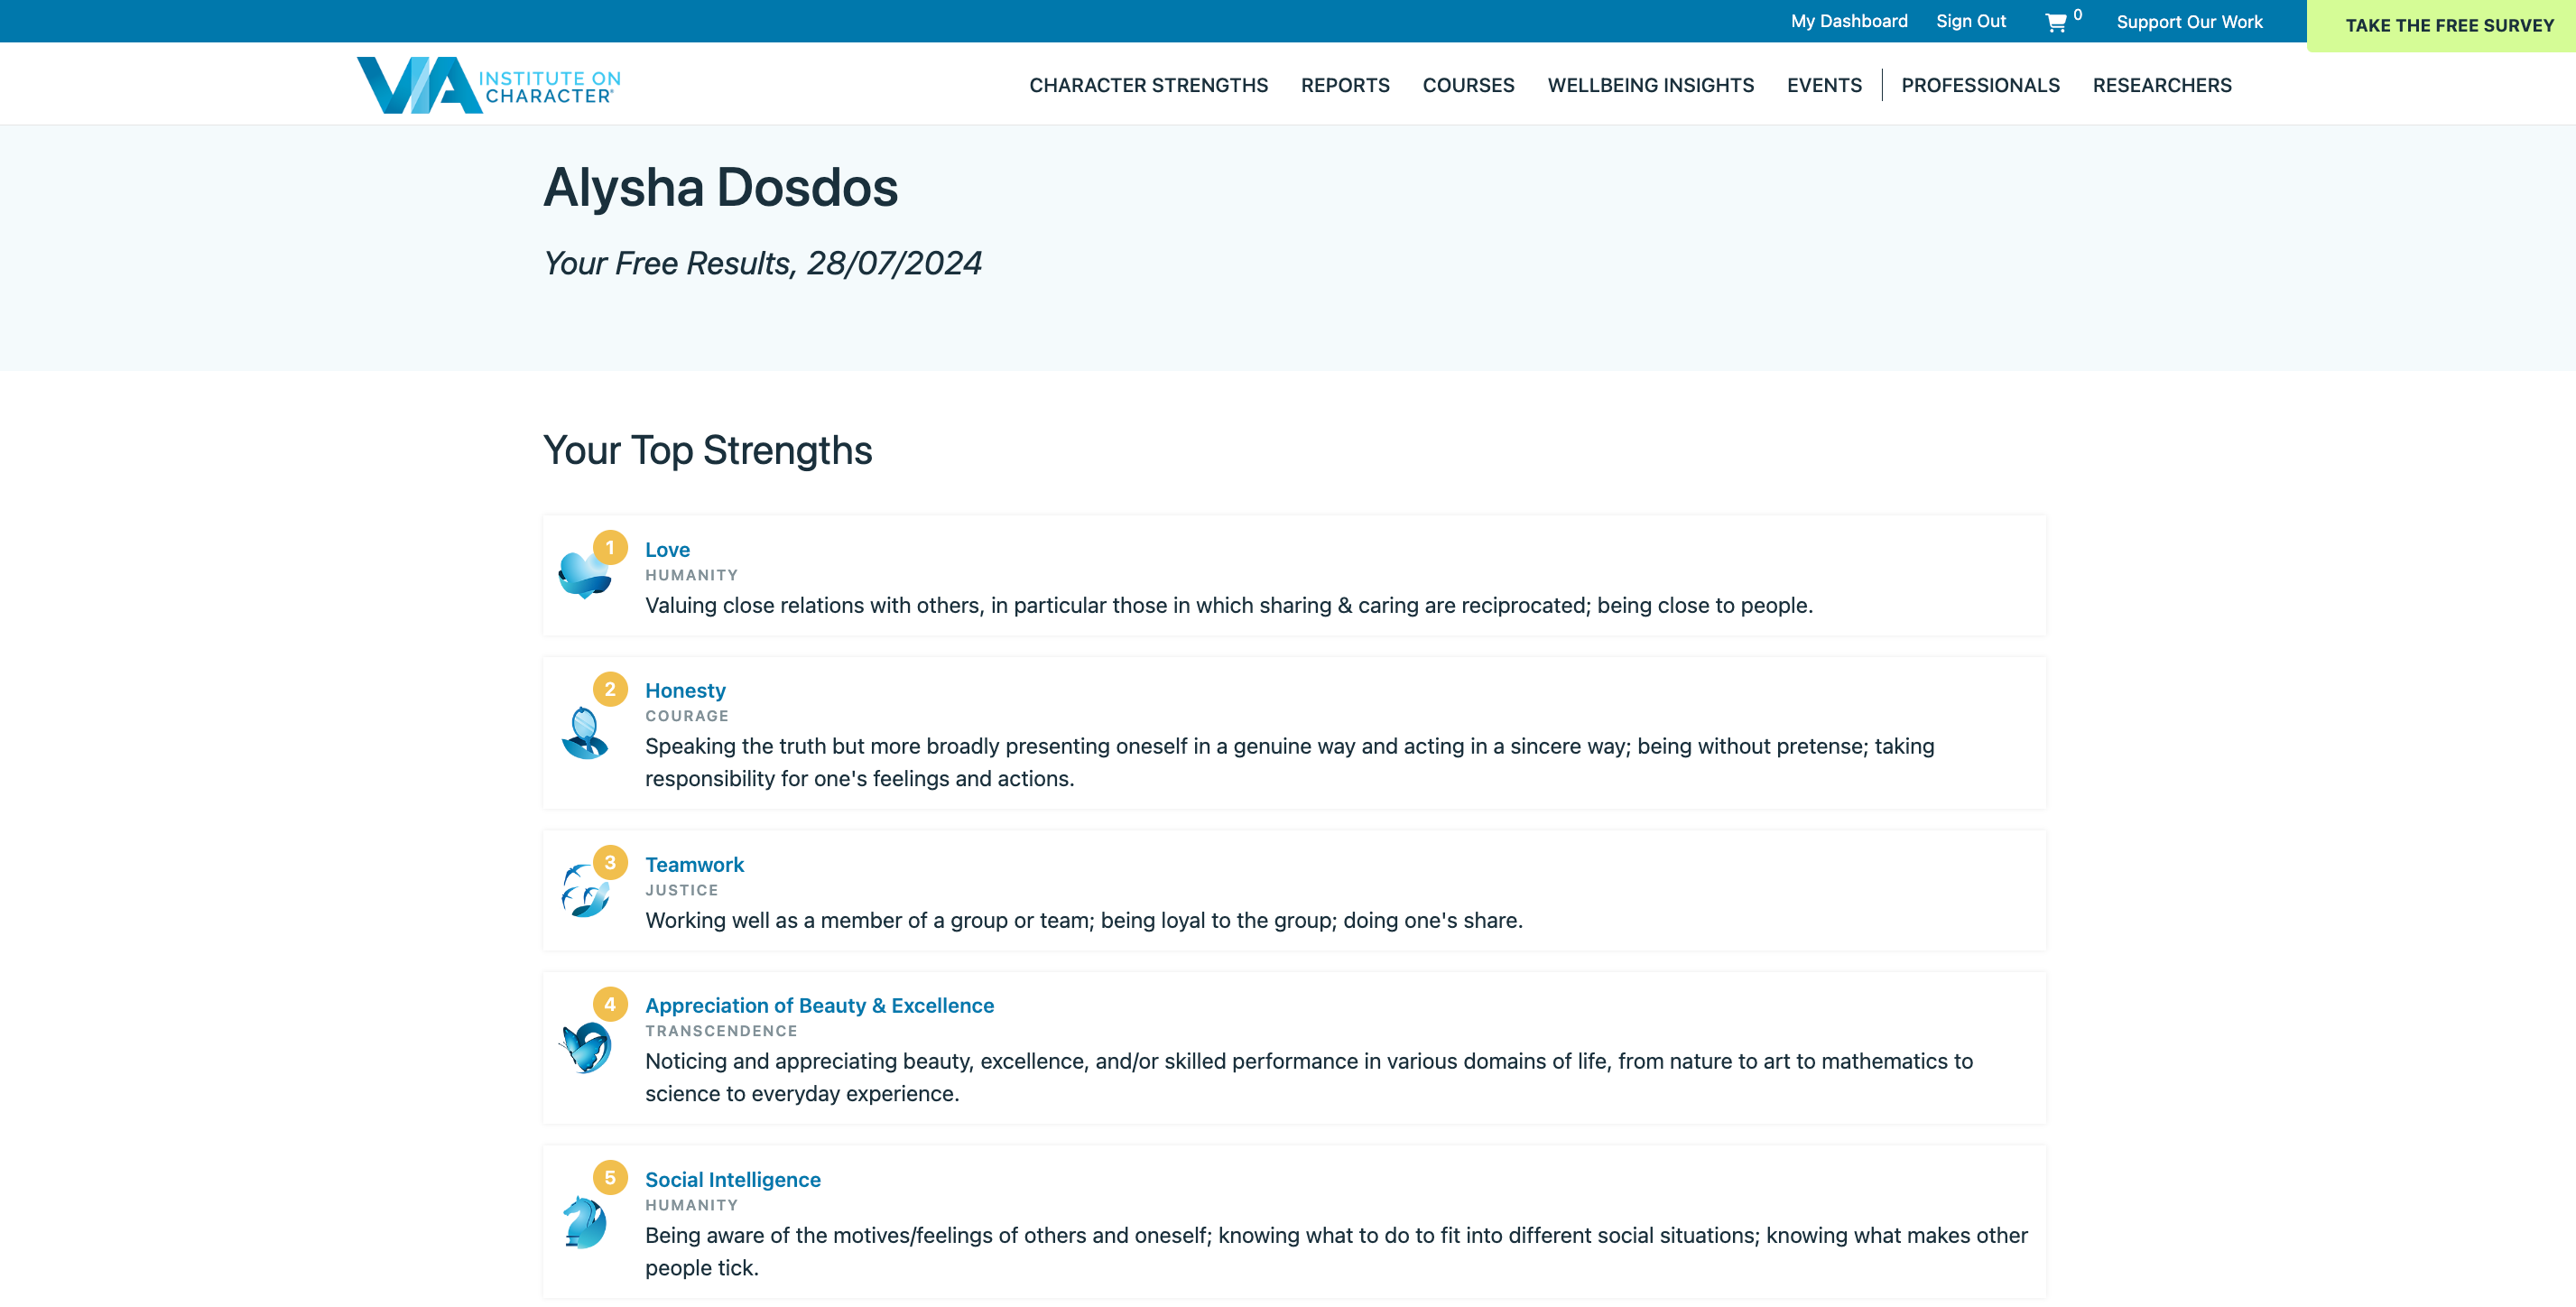 My Dashboard
Sign Out
0
Support Our Work
TAKE THE FREE SURVEY
VIA INSTITUTE ON
CHARACTER®
CHARACTER STRENGTHS
REPORTS
COURSES
WELLBEING INSIGHTS
EVENTS
PROFESSIONALS
RESEARCHERS
Alysha Dosdos
Your Free Results, 28/07/2024
Your Top Strengths
1
Love
HUMANITY
Valuing close relations with others, in particular those in which sharing & caring are reciprocated; being close to people.
2
Honesty
COURAGE
Speaking the truth but more broadly presenting oneself in a genuine way and acting in a sincere way; being without pretense; taking
responsibility for one's feelings and actions.
3
Teamwork
JUSTICE
Working well as a member of a group or team; being loyal to the group; doing one's share.
4
Appreciation of Beauty & Excellence
TRANSCENDENCE
Noticing and appreciating beauty, excellence, and/or skilled performance in various domains of life, from nature to art to mathematics to
science to everyday experience.
5
Social Intelligence
HUMANITY
Being aware of the motives/feelings of others and oneself; knowing what to do to fit into different social situations; knowing what makes other
people tick.